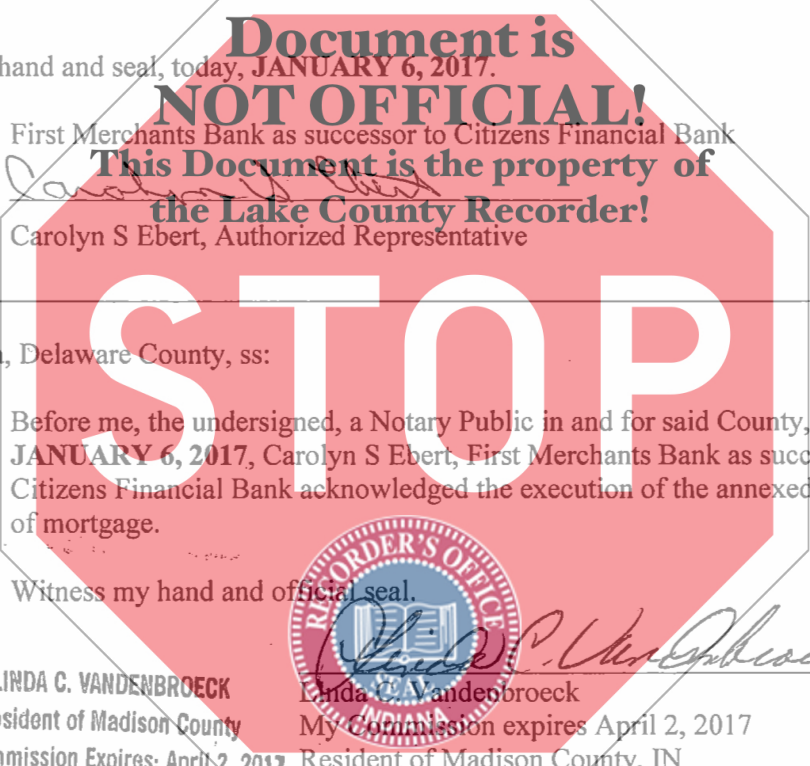 Document is
hand and seal, today, JANUARY 6, 2017.
NOT OFFICIAL!
First Merchants Bank as successor to Citizens Financial Bank
This Document is the property of
Carolyn S Ebert
the Lake County Recorder!
Carolyn S Ebert, Authorized Representative
STOP
, Delaware County, ss:
Before me, the undersigned, a Notary Public in and for said County,
JANUARY 6, 2017, Carolyn S Ebert, First Merchants Bank as succ
Citizens Financial Bank acknowledged the execution of the annexed
of mortgage.
RECORDER'S OFFICE
Witness my hand and official seal.
Linda C. Vandenbroec
LINDA C. VANDENBROECK
Linda C. Vandenbroeck
sident of Madison County
My Commission expires April 2, 2017
INDIANA
mmission Expires: April 2, 2017
Resident of Madison County, IN